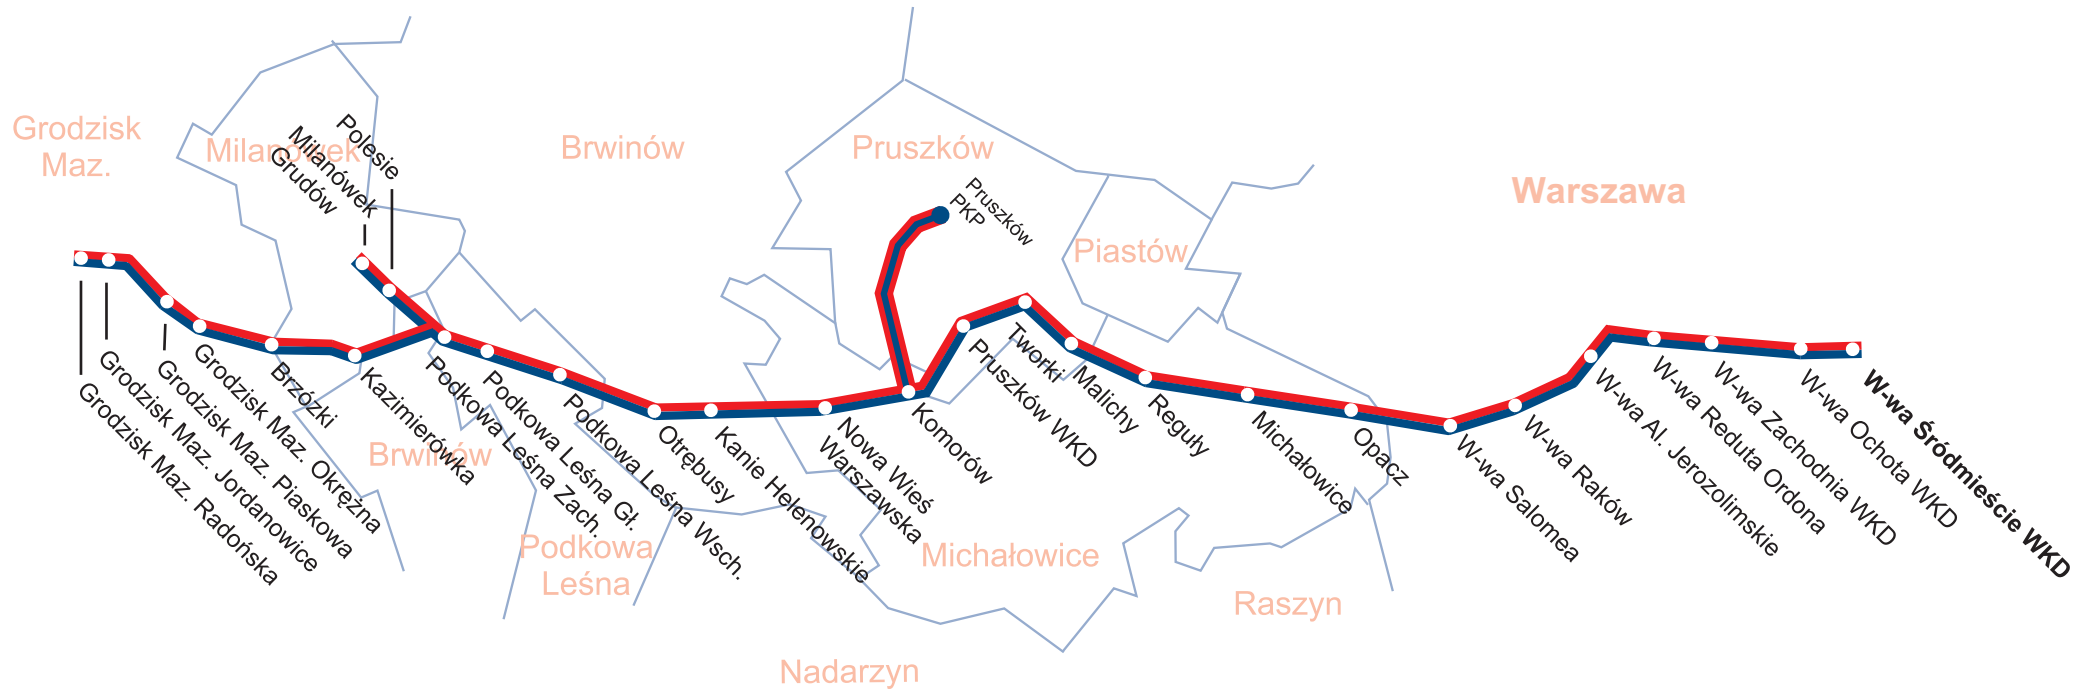 Grodzisk
Maz.
Milanówek
Brwinów
Pruszków
Piastów
Warszawa
Brwinów
Podkowa
Leśna
Michałowice
Raszyn
Nadarzyn
Polesie
Milanówek
Grudów
Pruszków
PKP
Grodzisk Maz. Radońska
Grodzisk Maz. Jordanowice
Grodzisk Maz. Piaskowa
Grodzisk Maz. Okrężna
Brzózki
Kazimierówka
Podkowa Leśna Zach.
Podkowa Leśna Gł.
Podkowa Leśna Wsch.
Otrębusy
Kanie Helenowskie
Nowa Wieś
Warszawska
Komorów
Pruszków WKD
Tworki
Malichy
Reguły
Michałowice
Opacz
W-wa Salomea
W-wa Raków
W-wa Al. Jerozolimskie
W-wa Reduta Ordona
W-wa Zachodnia WKD
W-wa Ochota WKD
W-wa Śródmieście WKD